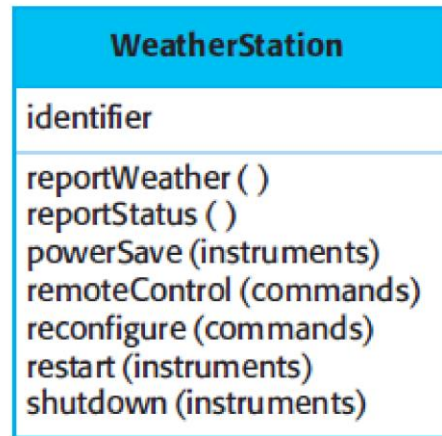 WeatherStation
identifier
reportWeather ( )
reportStatus ( )
powerSave (instruments)
remoteControl (commands)
reconfigure (commands)
restart (instruments)
shutdown (instruments)